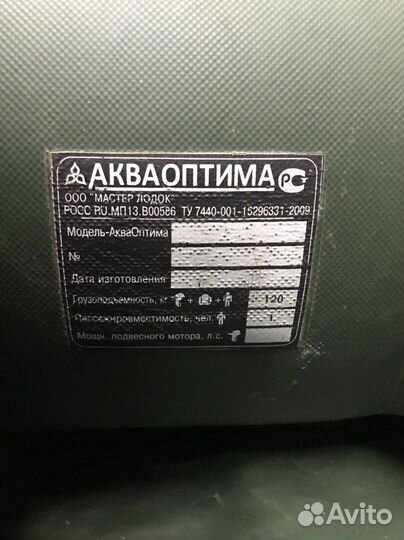 АКВАОПТИМА РСТ
ООО "МАСТЕР ЛОДОК"
РОСС RU.МП13.В00586 ТУ 7440-001-15296331-2009
Модель-АкваОптима
№
Дата изготовления
Грузоподъемность, кг + + 120
Пассажировместимость, чел. 1
Мощн. подвесного мотора, л.с.
Avito